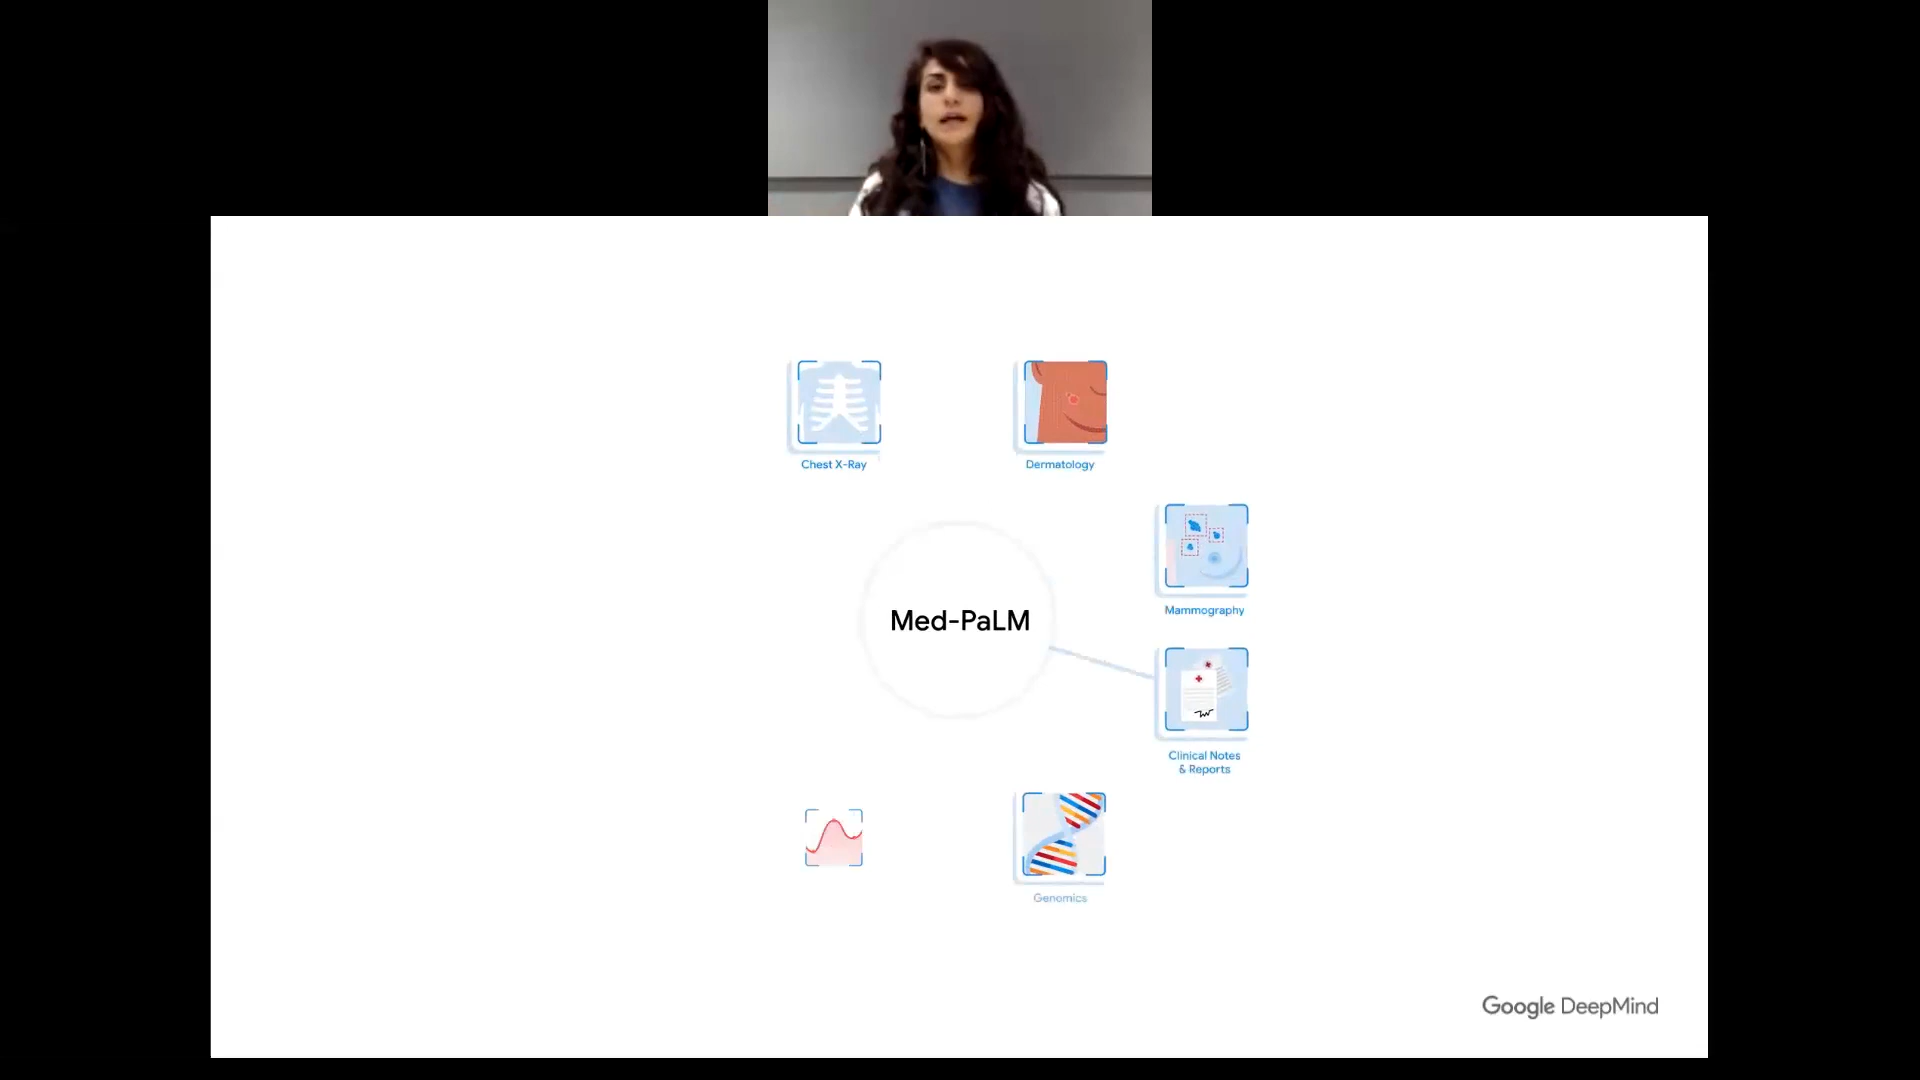 Chest X-Ray
Dermatology
Mammography
Med-PaLM
Clinical Notes
& Reports
Genomics
Google DeepMind